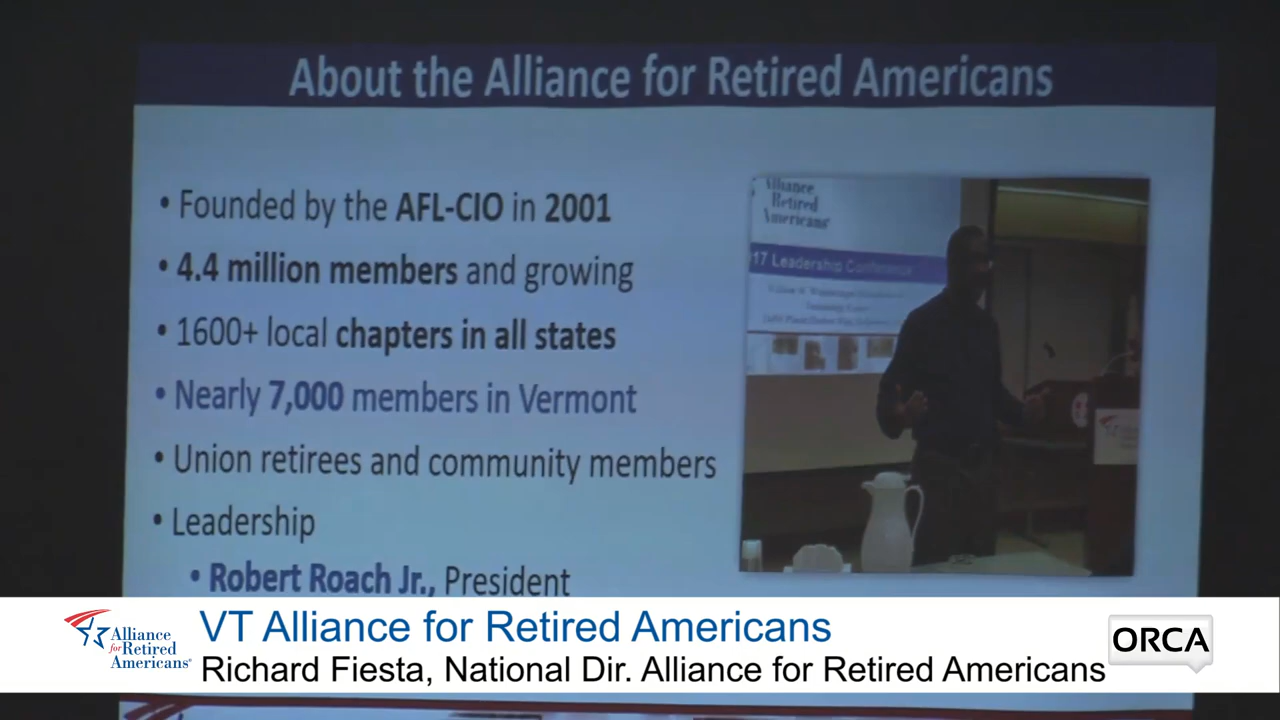 About the Alliance for Retired Americans
• Founded by the AFL-CIO in 2001
• 4.4 million members and growing
• 1600+ local chapters in all states
• Nearly 7,000 members in Vermont
• Union retirees and community members
• Leadership
• Robert Roach Jr., President
Alliance
Retired
Americans
17 Leadership Conference
VT
Alliance
for Retired
Americans
VT Alliance for Retired Americans
Richard Fiesta, National Dir. Alliance for Retired Americans
ORCA